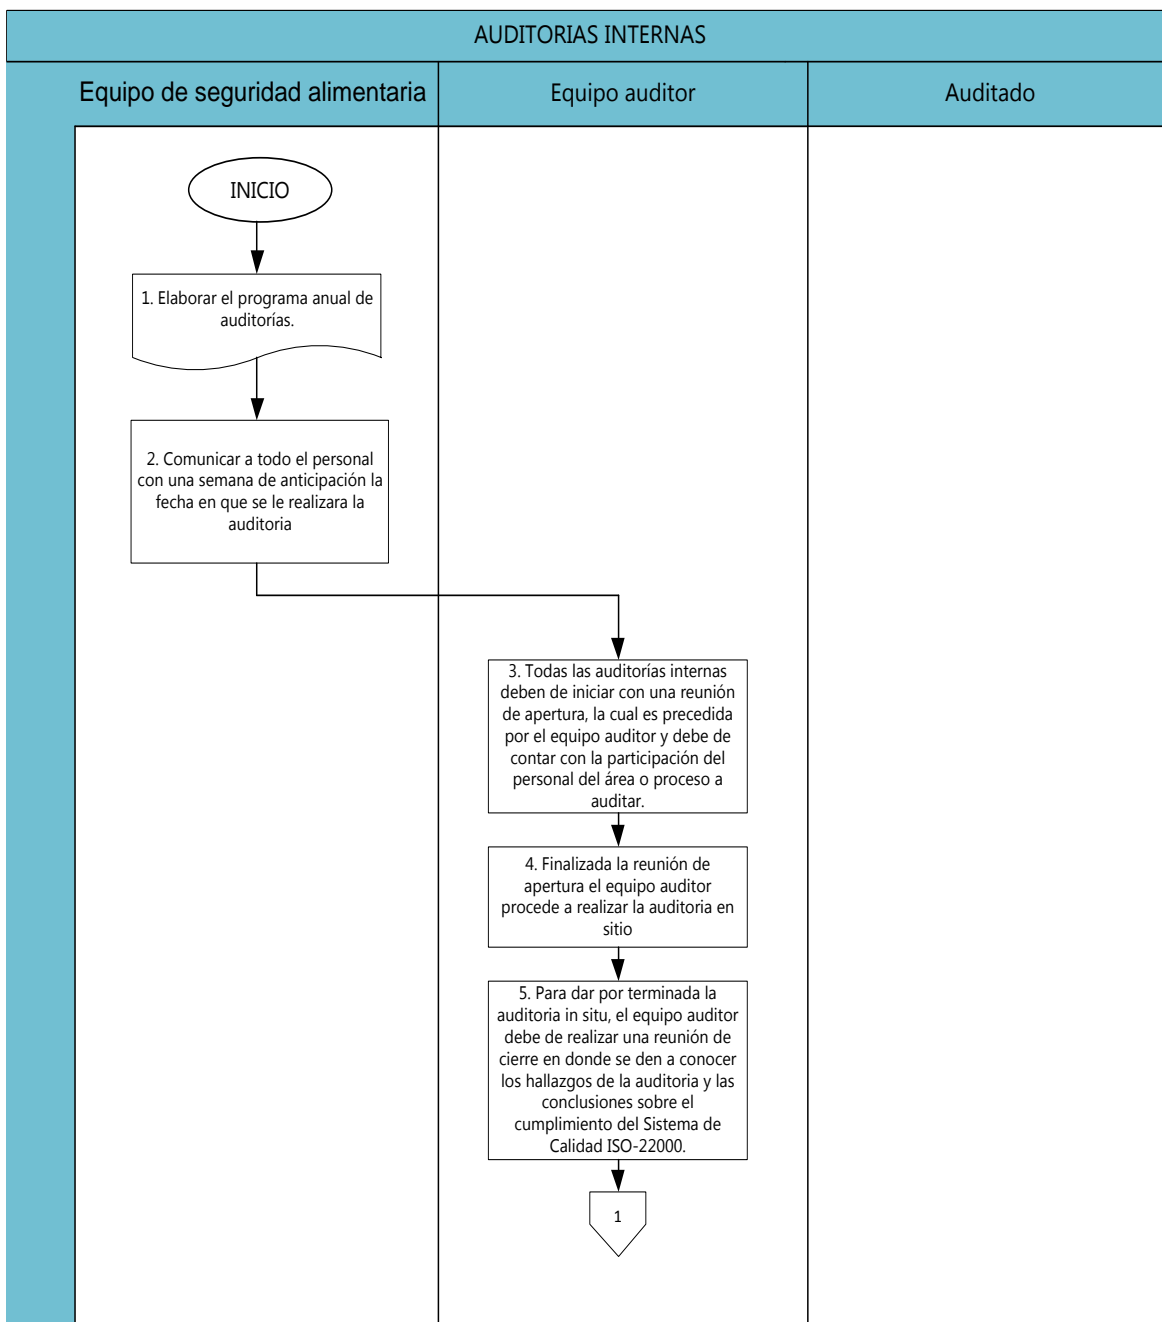 AUDITORIAS INTERNAS
Equipo de seguridad alimentaria
Equipo auditor
Auditado
INICIO
1. Elaborar el programa anual de
auditorías.
2. Comunicar a todo el personal
con una semana de anticipación la
fecha en que se le realizara la
auditoria
3. Todas las auditorías internas
deben de iniciar con una reunión
de apertura, la cual es precedida
por el equipo auditor y debe de
contar con la participación del
personal del área o proceso a
auditar.
4. Finalizada la reunión de
apertura el equipo auditor
procede a realizar la auditoria en
sitio
5. Para dar por terminada la
auditoria in situ, el equipo auditor
debe de realizar una reunión de
cierre en donde se den a conocer
los hallazgos de la auditoria y las
conclusiones sobre el
cumplimiento del Sistema de
Calidad ISO-22000.
1